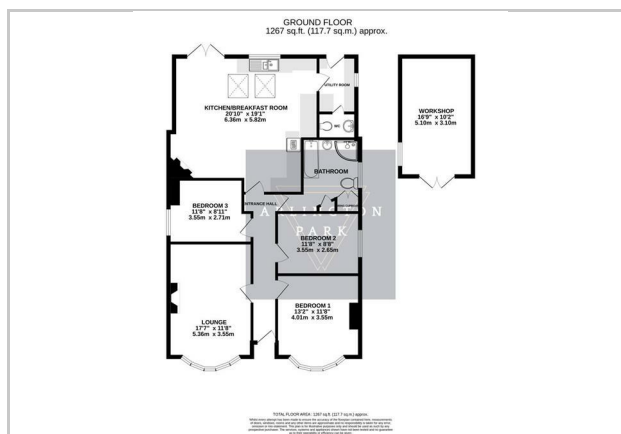 GROUND FLOOR
1267 sq.ft. (117.7 sq.m.) approx.
UTILITY ROOM
KITCHEN/BREAKFAST ROOM
20'10" x 19'1"
6.36m x 5.82m
WORKSHOP
16'9" x 10'2"
5.10m x 3.10m
WC
BATHROOM
BEDROOM 3
11'8" x 8'11"
3.55m x 2.71m
ENTRANCE HALL
ARLINGTON
PARK
BEDROOM 2
11'8" x 8'8"
3.55m x 2.65m
BEDROOM 1
13'2" x 11'8"
4.01m x 3.55m
LOUNGE
17'7" x 11'8"
5.36m x 3.55m
TOTAL FLOOR AREA : 1267 sq.ft. (117.7 sq.m.) approx.